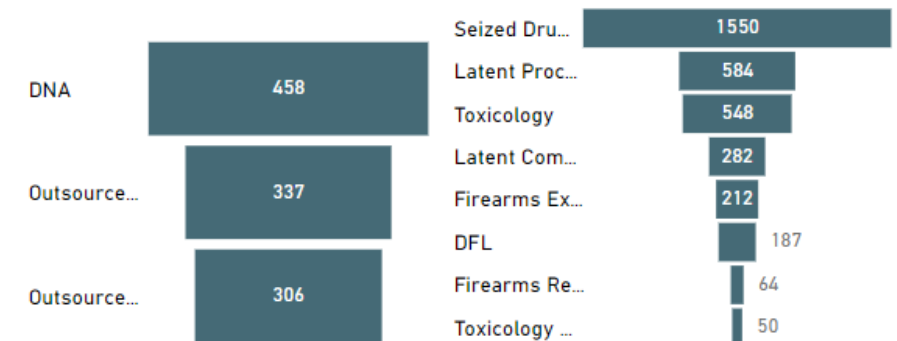 DNA 458
Outsource... 337
Outsource... 306
Seized Dru... 1550
Latent Proc... 584
Toxicology 548
Latent Com... 282
Firearms Ex... 212
DFL 187
Firearms Re... 64
Toxicology ... 50